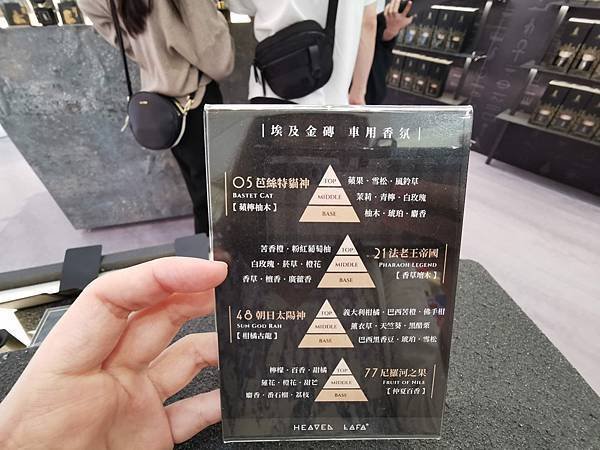 埃及金磚 車用香氛
05 芭絲特貓神
BASTET CAT
【蘋檸柚木】
TOP
MIDDLE
BASE
蘋果・雪松・風鈴草
茉莉・青檸・白玫瑰
柚木・琥珀・麝香
苦香橙・粉紅葡萄柚
白玫瑰・菸草・橙花
香草・檀香・廣藿香
TOP
MIDDLE
BASE
21 法老王帝國
PHARAOH LEGEND
【香草壇木】
48 朝日太陽神
SUN GOD RAH
【柑橘古龍】
TOP
MIDDLE
BASE
義大利柑橘・巴西苦橙・佛手柑
薰衣草・天竺葵・黑醋栗
巴西黑香豆・琥珀・雪松
檸檬・百香・甜橘
蓮花・橙花・甜芒
麝香・番石榴・荔枝
TOP
MIDDLE
BASE
77 尼羅河之果
FRUIT OF NILE
【仲夏百香】
HEAVEN LAFA